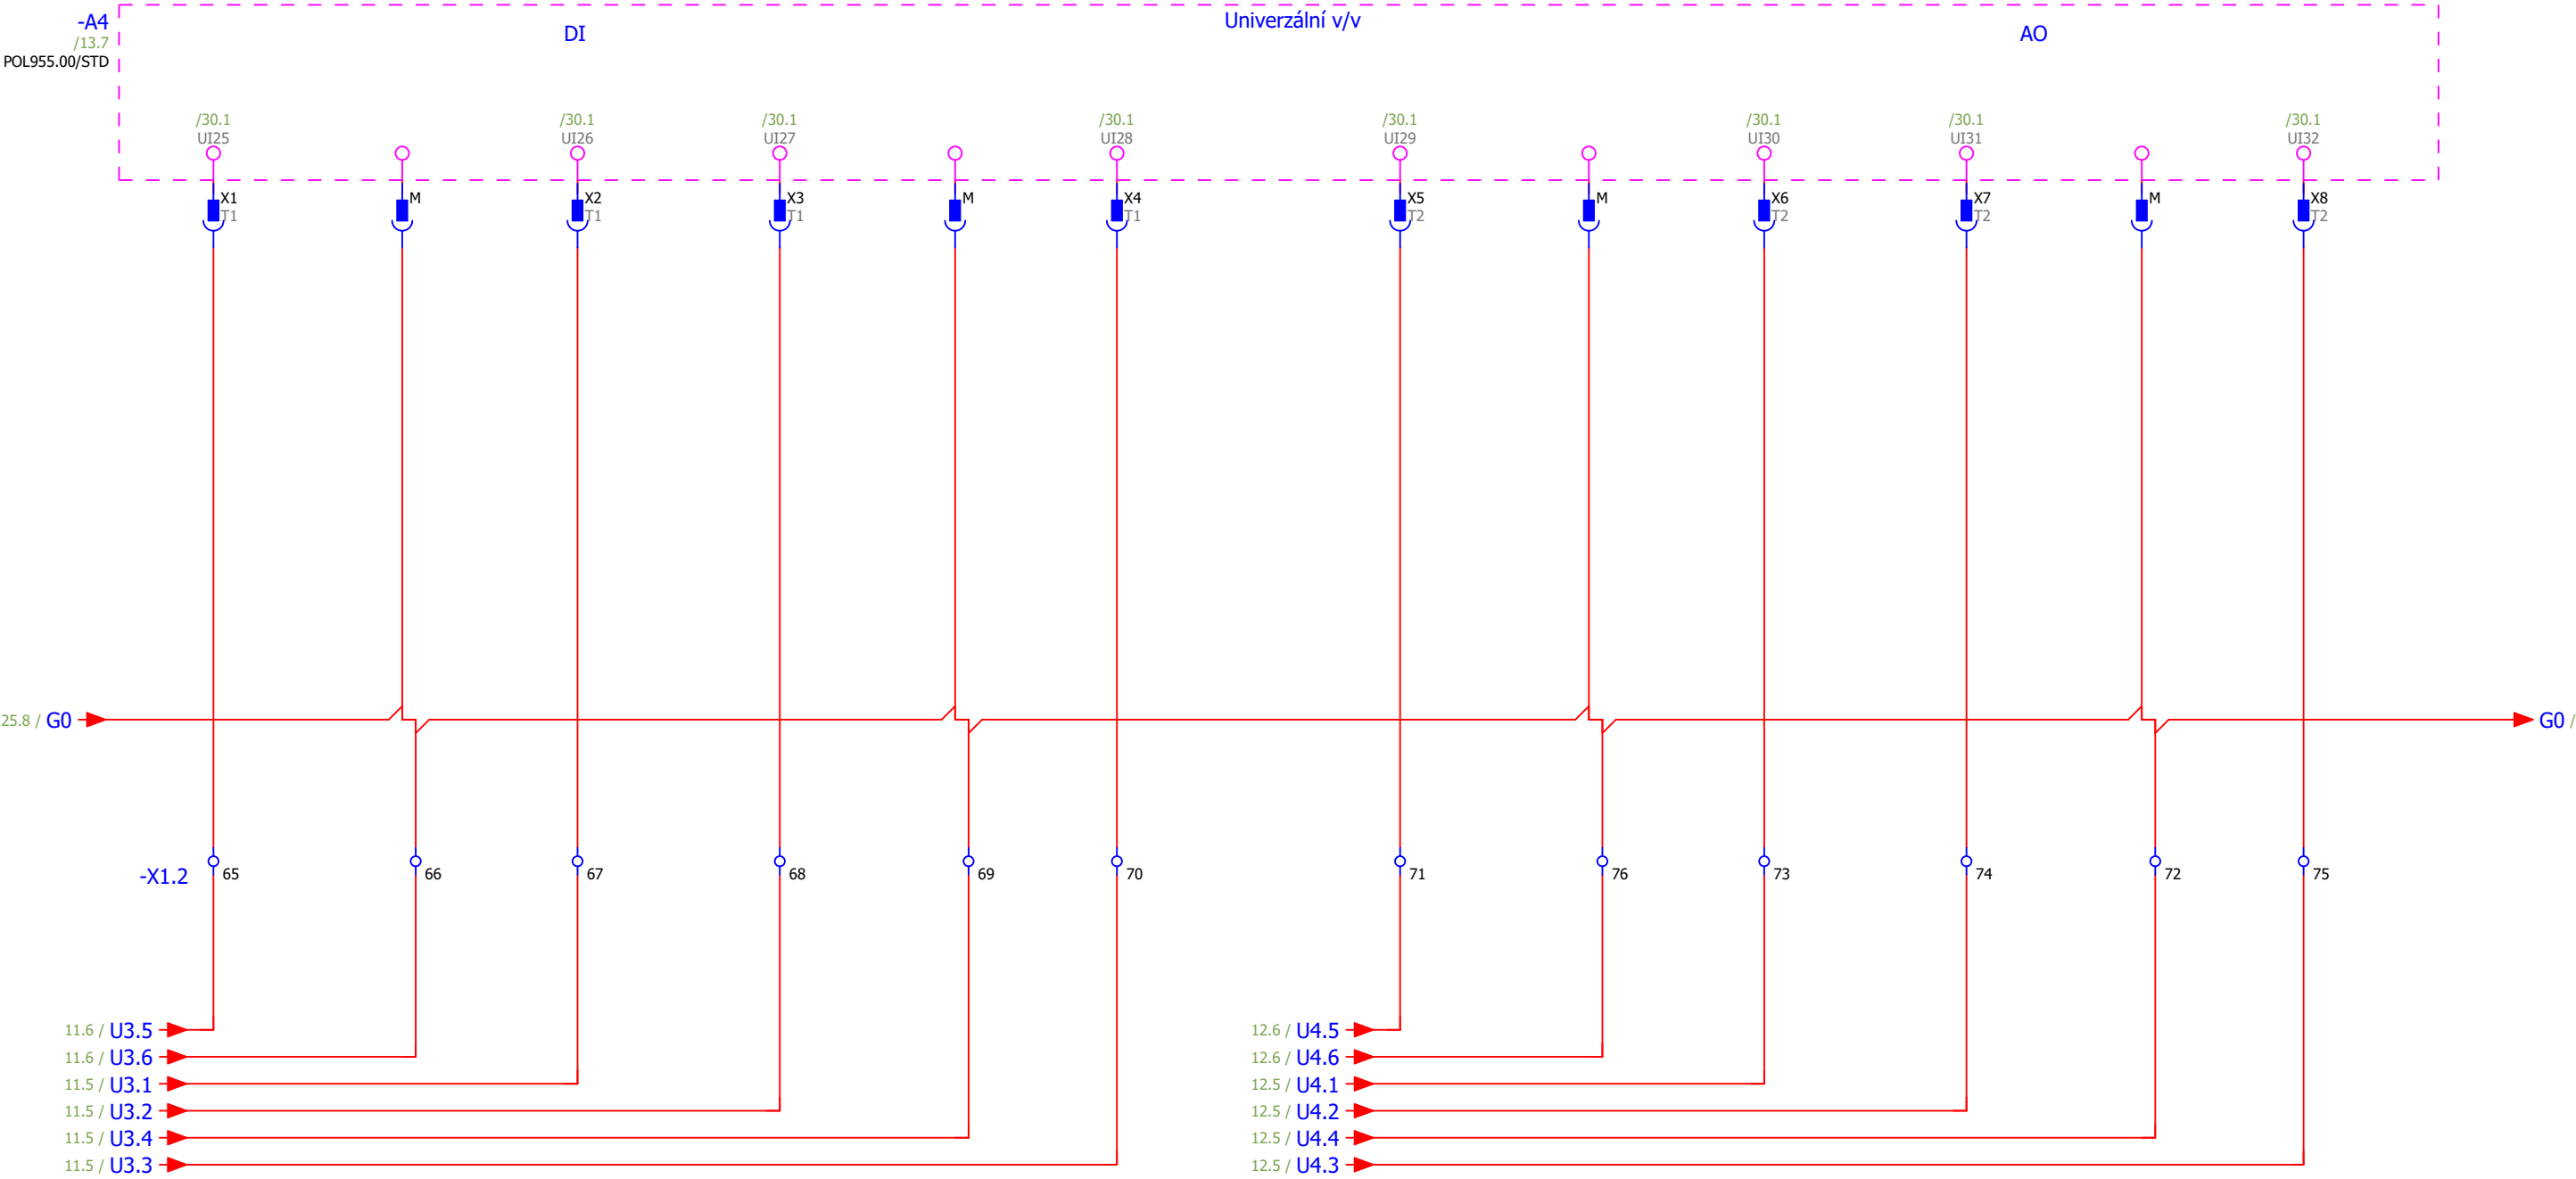 -A4
/13.7
POL955.00/STD
Univerzální v/v
DI
AO
/30.1
UI25
/30.1
UI26
/30.1
UI27
/30.1
UI28
/30.1
UI29
/30.1
UI30
/30.1
UI31
/30.1
UI32
X1
T1
M
X2
T1
X3
T1
M
X4
T1
X5
T2
M
X6
T2
X7
T2
M
X8
T2
25.8 / G0
G0 /
-X1.2
65
66
67
68
69
70
71
76
73
74
72
75
11.6 / U3.5
11.6 / U3.6
11.5 / U3.1
11.5 / U3.2
11.5 / U3.4
11.5 / U3.3
12.6 / U4.5
12.6 / U4.6
12.5 / U4.1
12.5 / U4.2
12.5 / U4.4
12.5 / U4.3